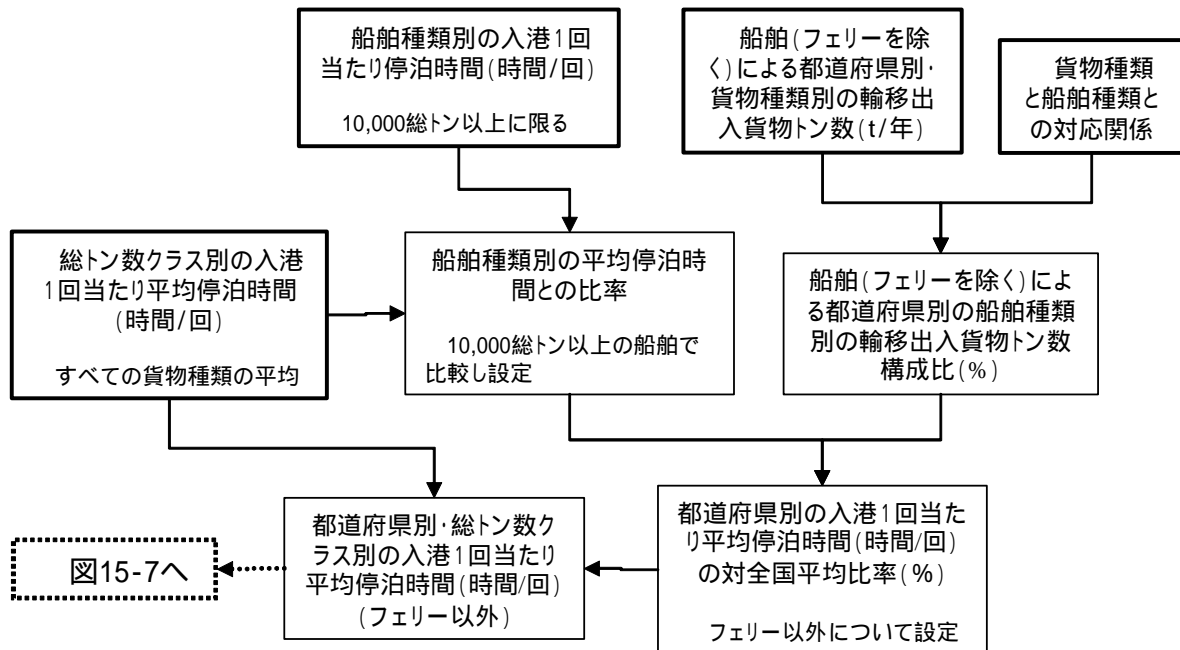 船舶種類別の入港1回
当たり停泊時間(時間/回)
10,000総トン以上に限る
船舶(フェリーを除
く)による都道府県別・
貨物種類別の輸移出
入貨物トン数(t/年)
貨物種類
と船舶種類と
の対応関係
総トン数クラス別の入港
1回当たり平均停泊時間
(時間/回)
すべての貨物種類の平均
船舶種類別の平均停泊時
間との比率
10,000総トン以上の船舶で
比較し設定
船舶(フェリーを除く)によ
る都道府県別の船舶種類
別の輸移出入貨物トン数
構成比(%)
図15-7へ
都道府県別・総トン数ク
ラス別の入港1回当たり
平均停泊時間(時間/回)
(フェリー以外)
都道府県別の入港1回当た
り平均停泊時間(時間/回)
の対全国平均比率(%)
フェリー以外について設定